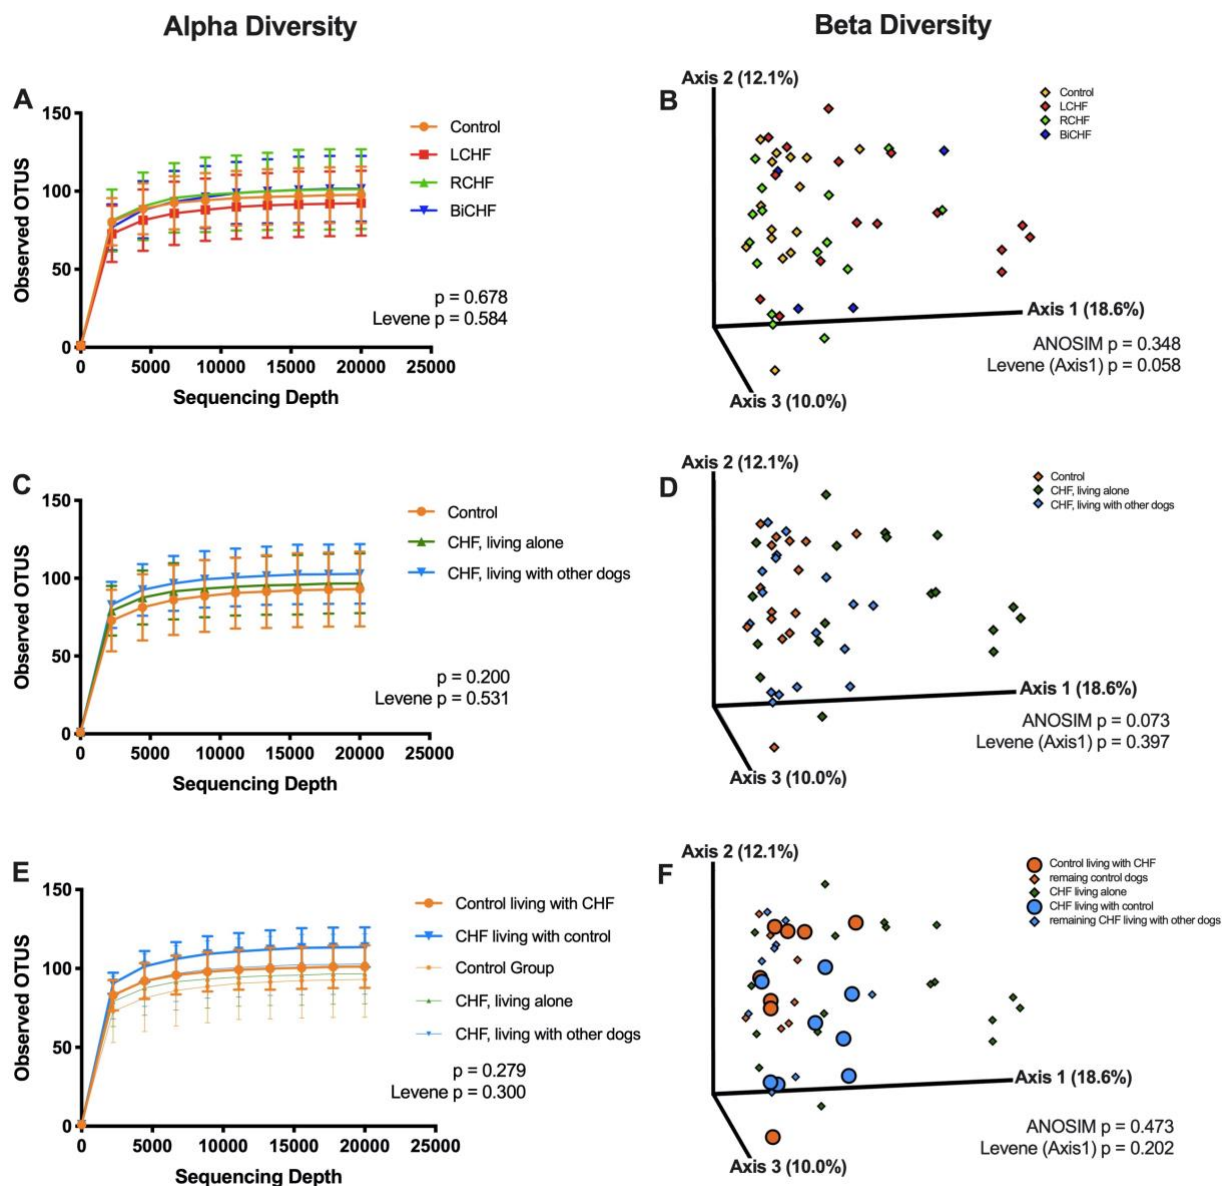 Alpha Diversity
Beta Diversity
A
150
100
50
0
Observed OTUS
0 5000 10000 15000 20000 25000
Sequencing Depth
Control
LCHF
RCHF
BiCHF
p = 0.678
Levene p = 0.584
B
Axis 2 (12.1%)
Control
LCHF
RCHF
BiCHF
Axis 1 (18.6%)
ANOSIM p = 0.348
Levene (Axis1) p = 0.058
Axis 3 (10.0%)
C
150
100
50
0
Observed OTUS
0 5000 10000 15000 20000 25000
Sequencing Depth
Control
CHF, living alone
CHF, living with other dogs
p = 0.200
Levene p = 0.531
D
Axis 2 (12.1%)
Control
CHF, living alone
CHF, living with other dogs
Axis 1 (18.6%)
ANOSIM p = 0.073
Levene (Axis1) p = 0.397
Axis 3 (10.0%)
E
150
100
50
0
Observed OTUS
0 5000 10000 15000 20000 25000
Sequencing Depth
Control living with CHF
CHF living with control
Control Group
CHF, living alone
CHF, living with other dogs
p = 0.279
Levene p = 0.300
F
Axis 2 (12.1%)
Control living with CHF
remaing control dogs
CHF living alone
CHF living with control
remaining CHF living with other dogs
Axis 1 (18.6%)
ANOSIM p = 0.473
Levene (Axis1) p = 0.202
Axis 3 (10.0%)